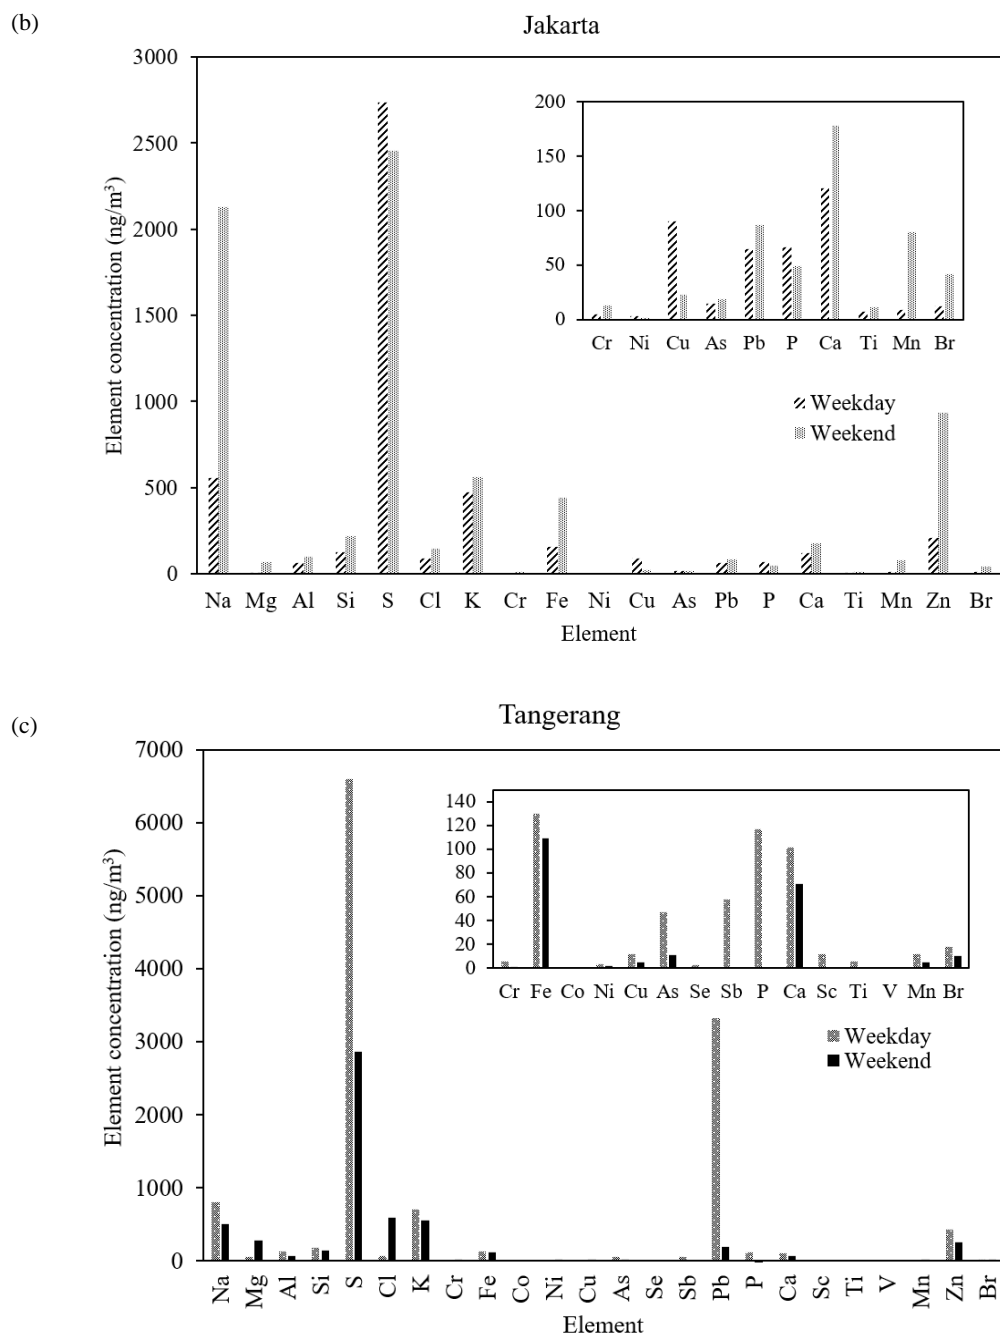 (b)
Jakarta
Element concentration (ng/m³)
3000
2500
2000
1500
1000
500
0
200
150
100
50
0
Cr Ni Cu As Pb P Ca Ti Mn Br
Weekday
Weekend
Na Mg Al Si S Cl K Cr Fe Ni Cu As Pb P Ca Ti Mn Zn Br
Element
(c)
Tangerang
Element concentration (ng/m³)
7000
6000
5000
4000
3000
2000
1000
0
140
120
100
80
60
40
20
0
Cr Fe Co Ni Cu As Se Sb P Ca Sc Ti V Mn Br
Weekday
Weekend
Na Mg Al Si S Cl K Cr Fe Co Ni Cu As Se Sb Pb P Ca Sc Ti V Mn Zn Br
Element